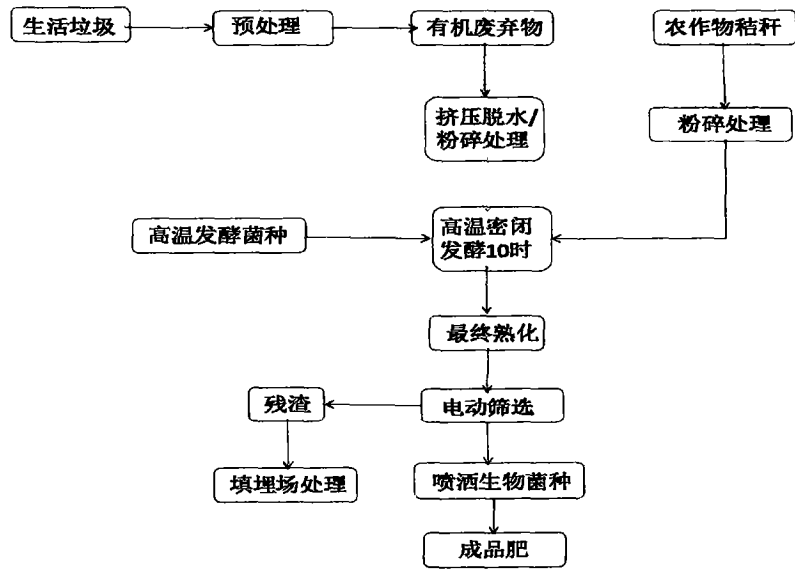 生活垃圾
预处理
有机废弃物
农作物秸秆
挤压脱水/
粉碎处理
粉碎处理
高温发酵菌种
高温密闭
发酵10时
最终熟化
残渣
电动筛选
填埋场处理
喷洒生物菌种
成品肥